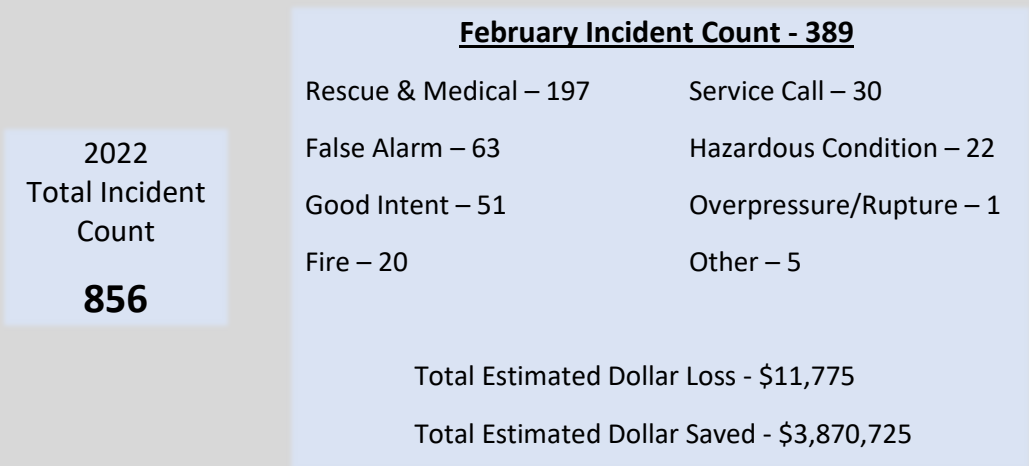 February Incident Count - 389
Rescue & Medical – 197
Service Call – 30
False Alarm – 63
Hazardous Condition – 22
Good Intent – 51
Overpressure/Rupture – 1
Fire – 20
Other – 5
Total Estimated Dollar Loss - $11,775
Total Estimated Dollar Saved - $3,870,725
2022
Total Incident
Count
856